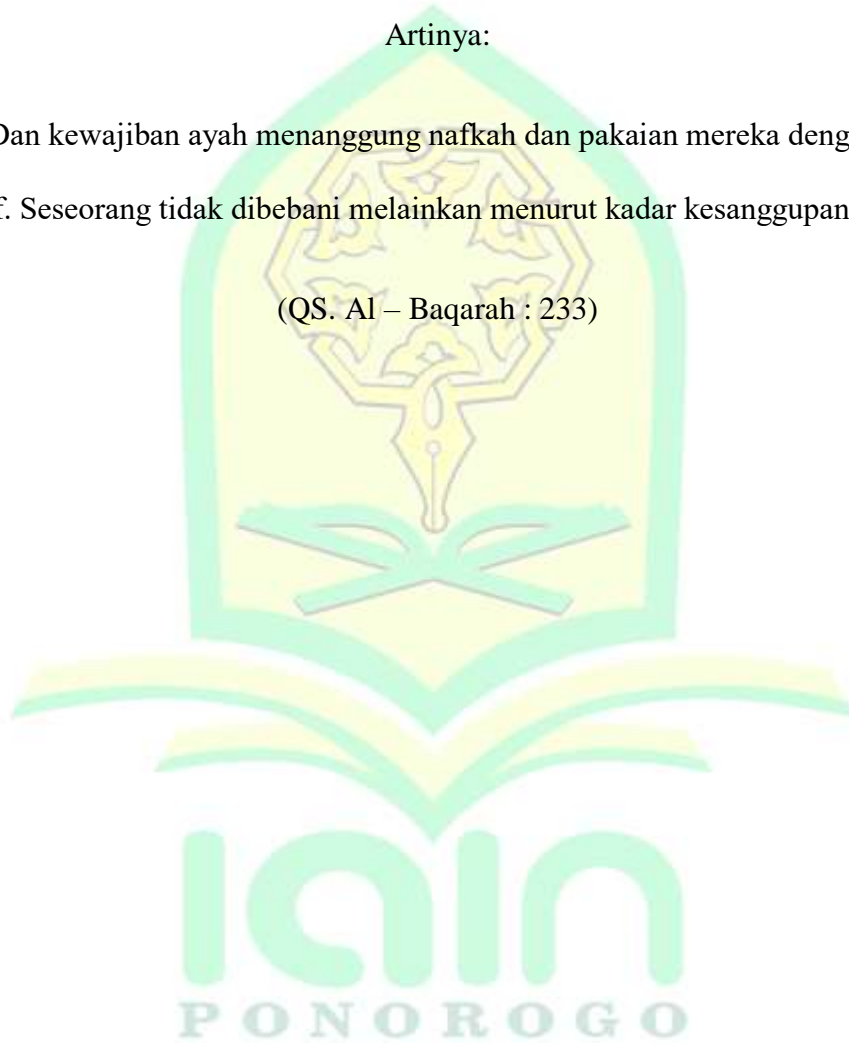 Artinya:
Dan kewajiban ayah menanggung nafkah dan pakaian mereka deng
f. Seseorang tidak dibebani melainkan menurut kadar kesanggupan
(QS. Al – Baqarah : 233)
iain
PONOROGO